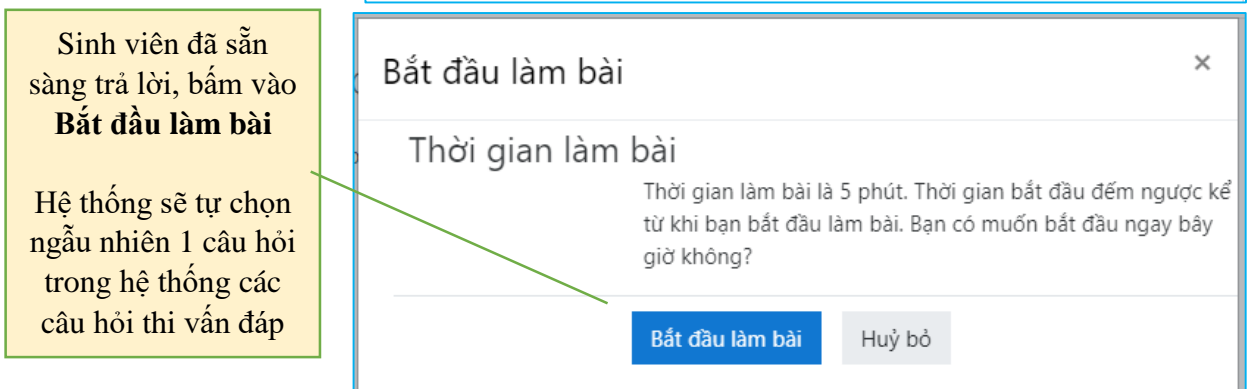 Sinh viên đã sẵn
sàng trả lời, bấm vào
Bắt đầu làm bài
Hệ thống sẽ tự chọn
ngẫu nhiên 1 câu hỏi
trong hệ thống các
câu hỏi thi vấn đáp
Bắt đầu làm bài ×
Thời gian làm bài
Thời gian làm bài là 5 phút. Thời gian bắt đầu đếm ngược kể
từ khi bạn bắt đầu làm bài. Bạn có muốn bắt đầu ngay bây
giờ không?
Bắt đầu làm bài Huỷ bỏ